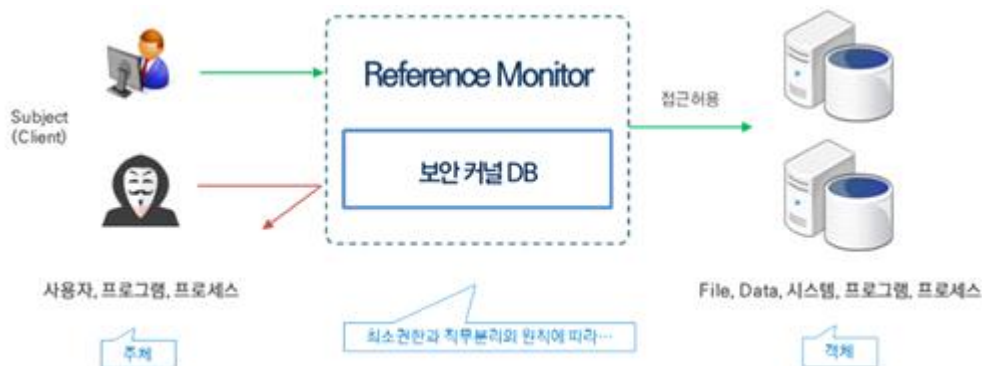 Reference Monitor
Subject
(Client)
접근허용
보안 커널 DB
사용자, 프로그램, 프로세스
File, Data, 시스템, 프로그램, 프로세스
최소권한과 직무분리의 원칙에 따라…
주체
객체